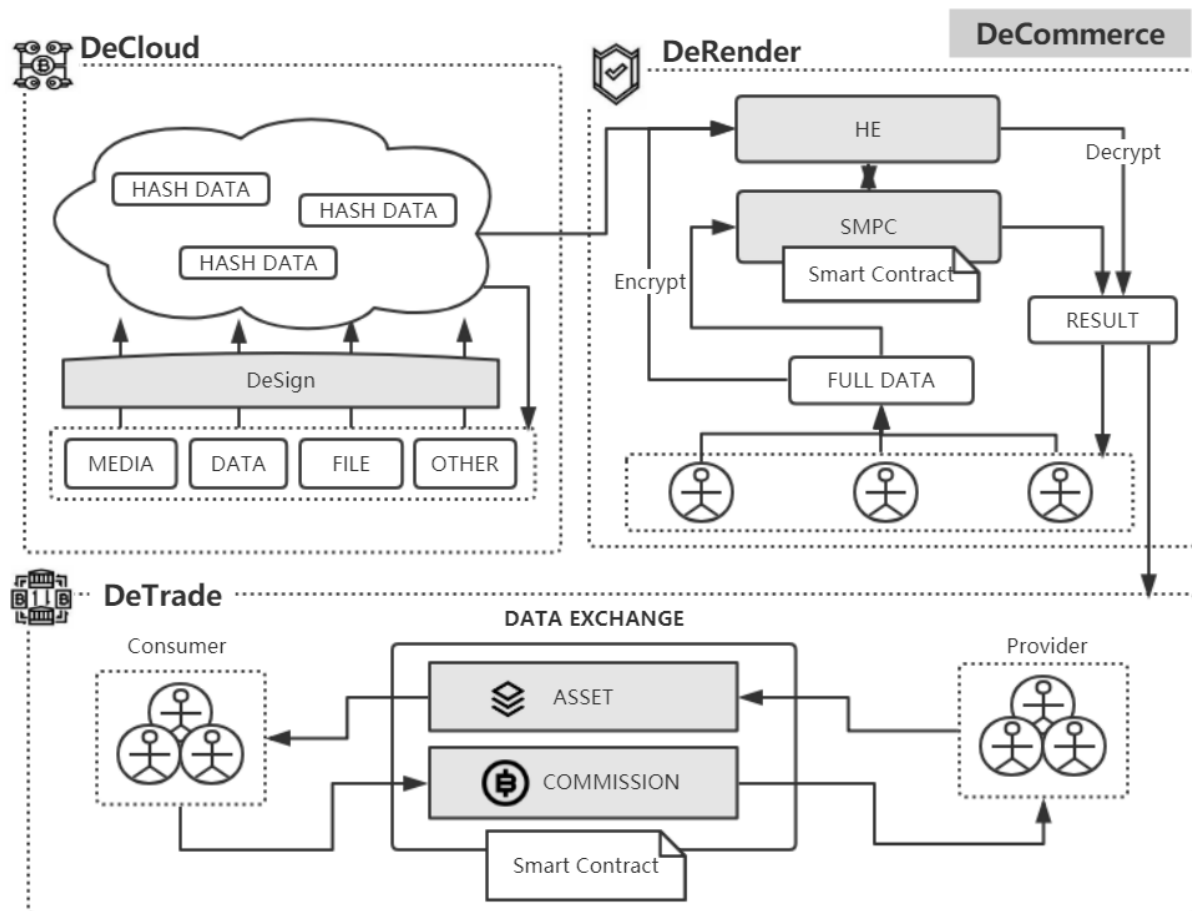 DeCommerce
DeCloud
HASH DATA
HASH DATA
HASH DATA
DeSign
MEDIA
DATA
FILE
OTHER
DeRender
HE
Decrypt
SMPC
Smart Contract
Encrypt
RESULT
FULL DATA
DeTrade
DATA EXCHANGE
Consumer
Provider
ASSET
COMMISSION
Smart Contract